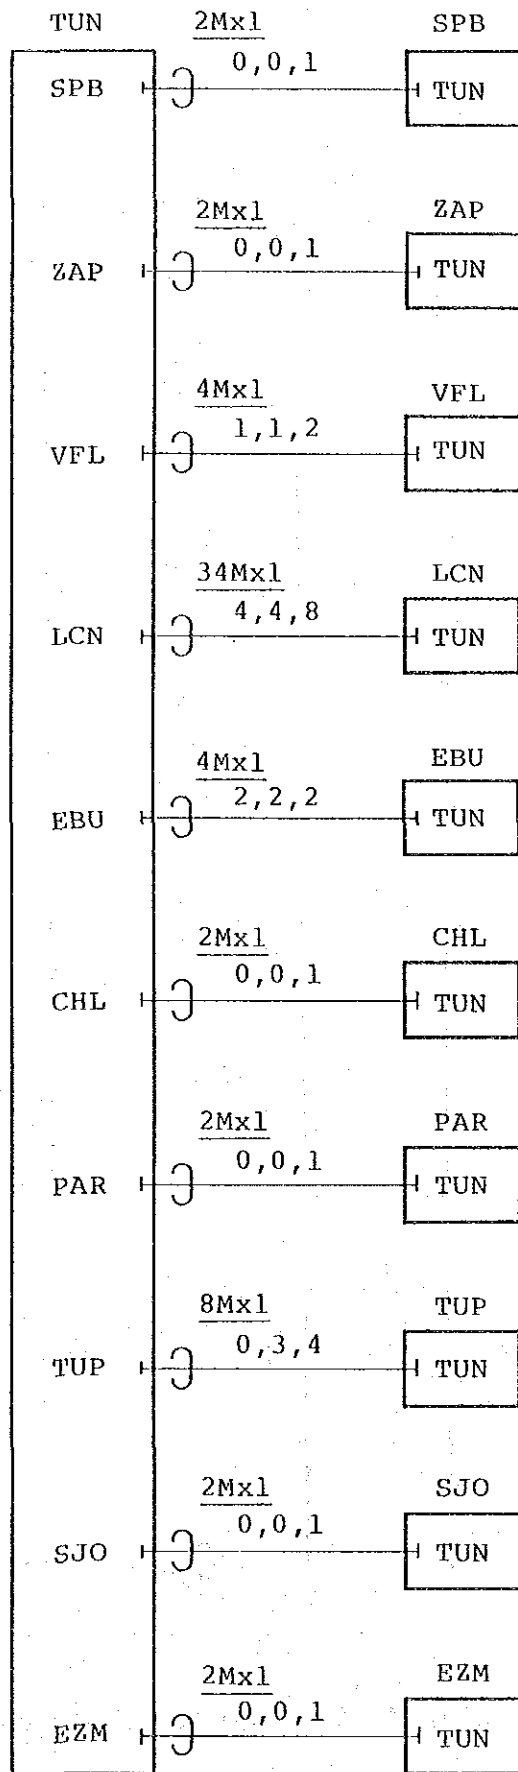 TUN 2Mx1 SPB
SPB 0,0,1 TUN
2Mx1 ZAP
ZAP 0,0,1 TUN
4Mx1 VFL
VFL 1,1,2 TUN
34Mx1 LCN
LCN 4,4,8 TUN
4Mx1 EBU
EBU 2,2,2 TUN
2Mx1 CHL
CHL 0,0,1 TUN
2Mx1 PAR
PAR 0,0,1 TUN
8Mx1 TUP
TUP 0,3,4 TUN
2Mx1 SJO
SJO 0,0,1 TUN
2Mx1 EZM
EZM 0,0,1 TUN